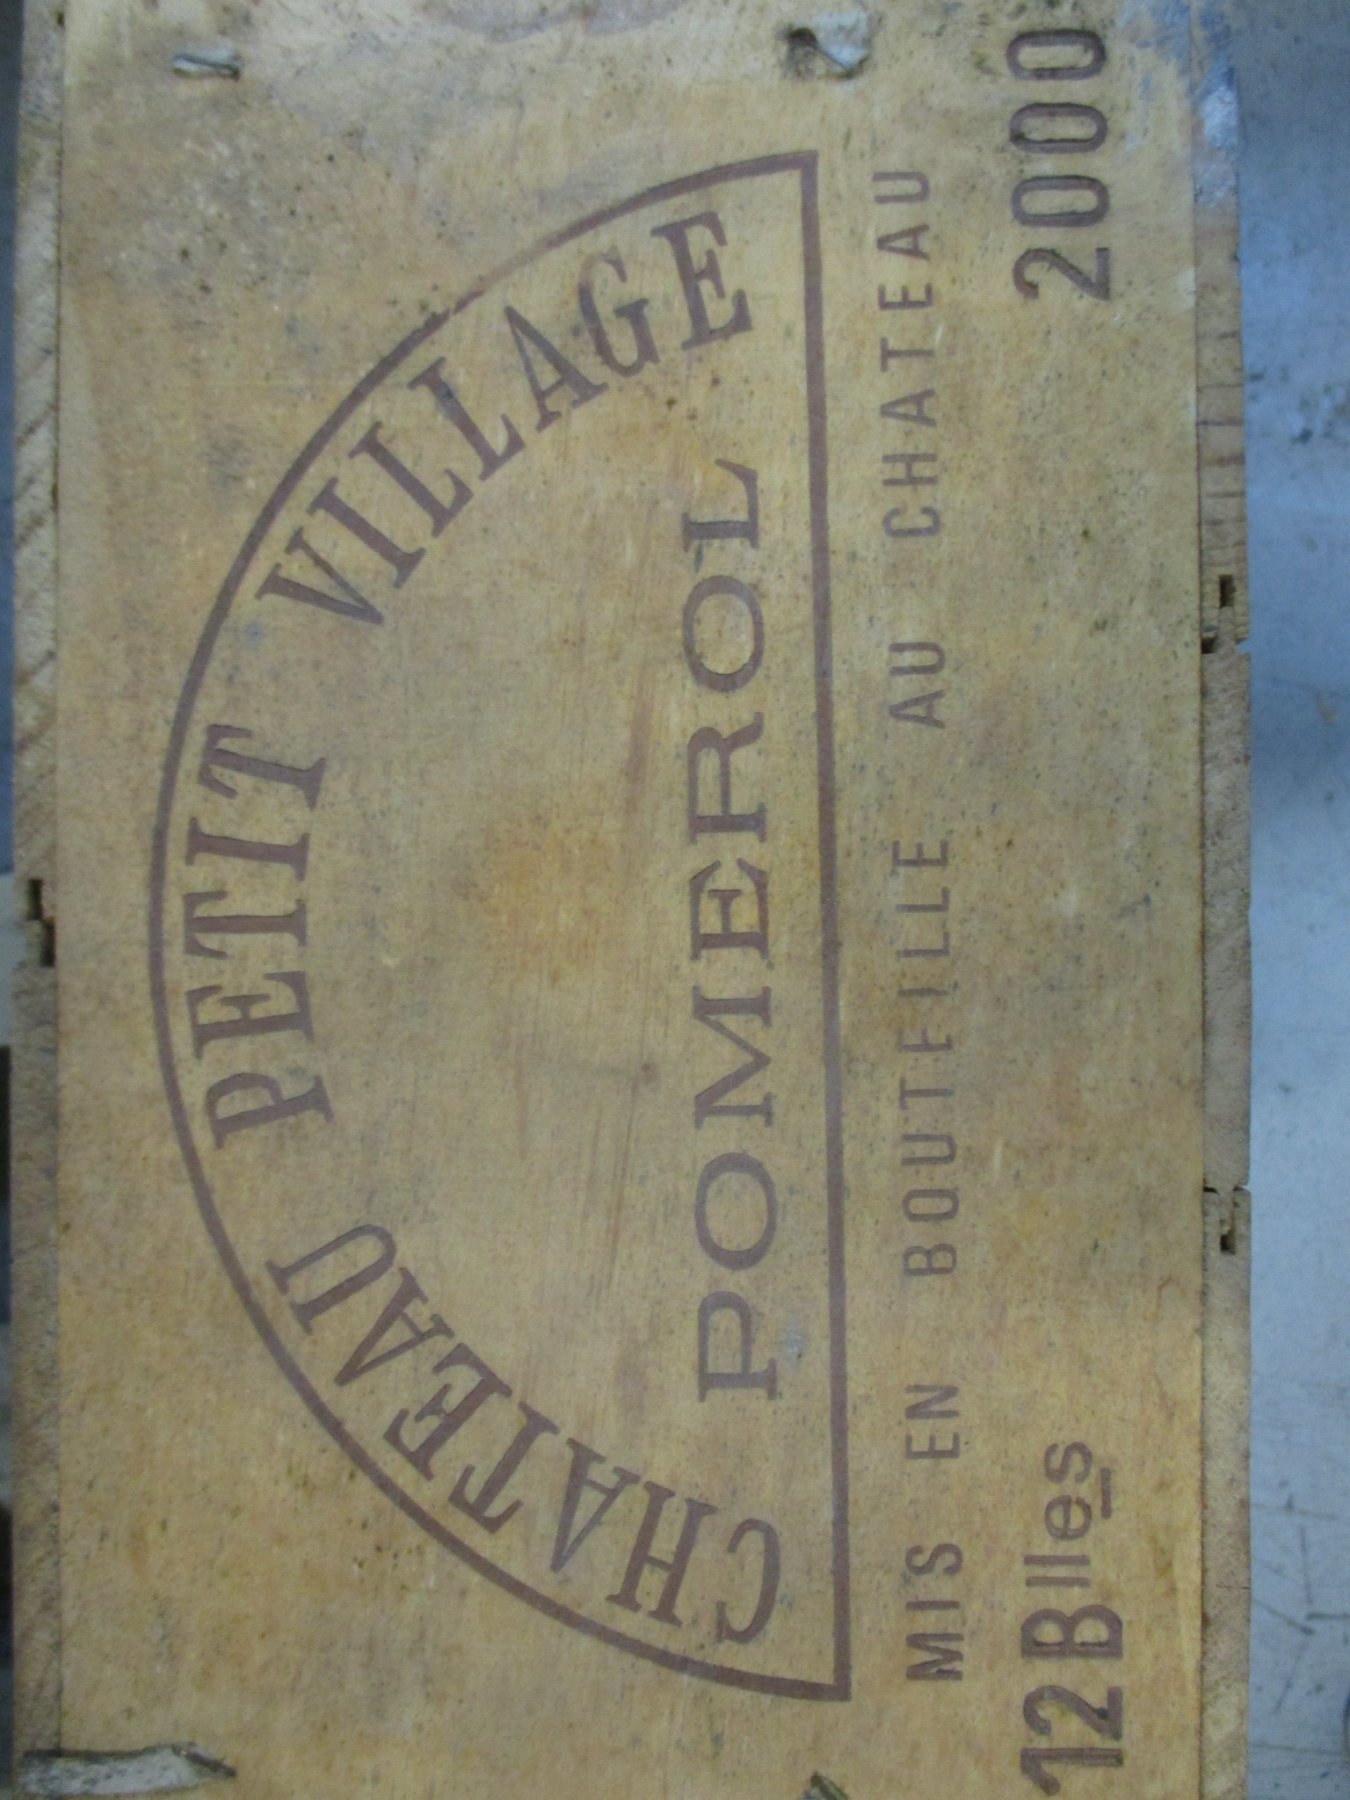 CHATEAU PETIT VILLAGE
POMEROL
MIS EN BOUTEILLE AU CHATEAU
12 Blles 2000